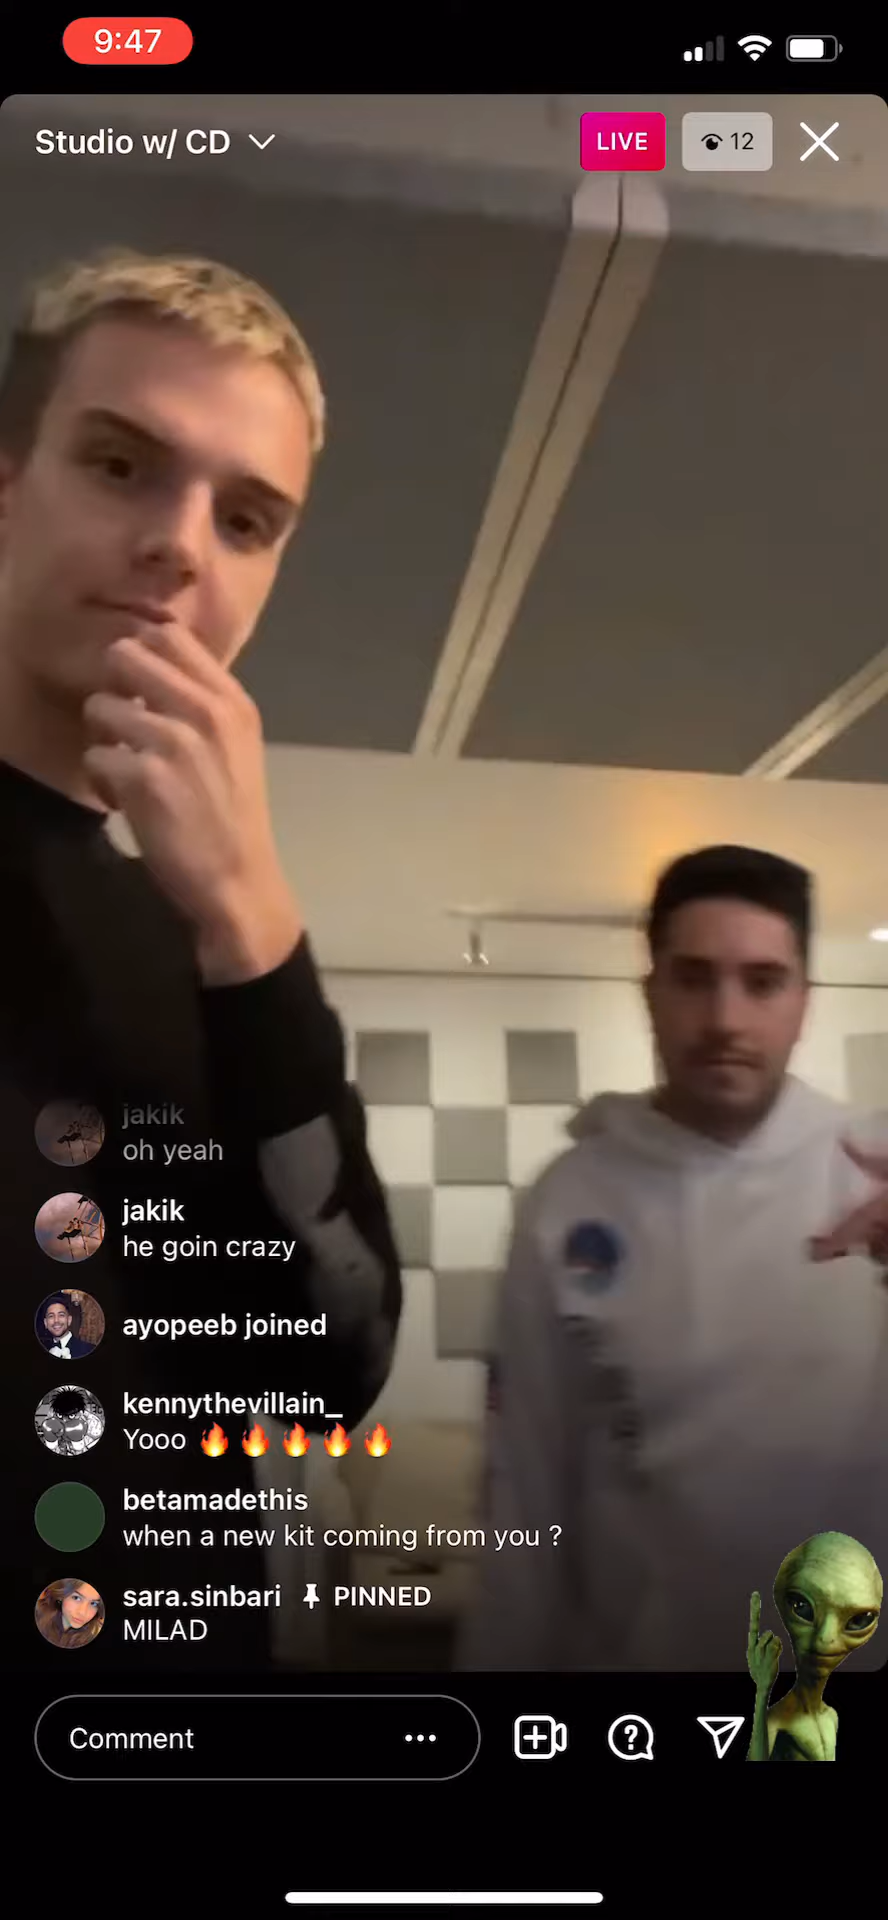 9:47
Studio w/ CD
LIVE
12
jakik
oh yeah
jakik
he goin crazy
ayopeeb joined
kennythevillain_
Yooo 🔥 🔥 🔥 🔥 🔥
betamadethis
when a new kit coming from you ?
sara.sinbari PINNED
MILAD
Comment